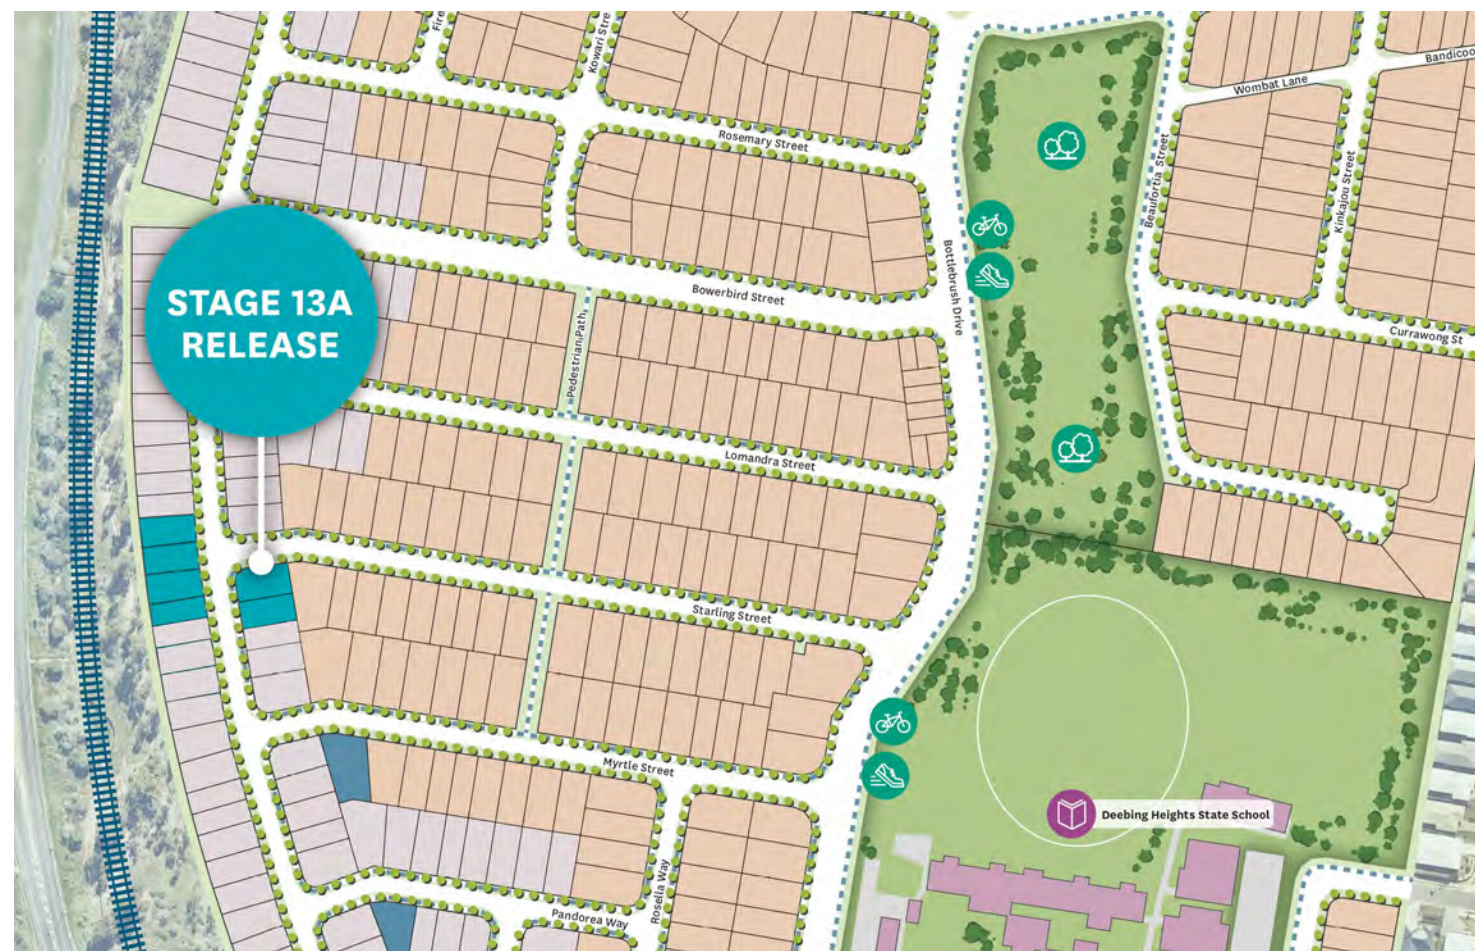 Kowari Stre
Fire
Bandicoo
Wombat Lane
Rosemary Street
Beaufortia Street
Kinkajou Street
Bottlebrush Drive
STAGE 13A
RELEASE
Bowerbird Street
Pedestrian Path
Currawong St
Lomandra Street
Starling Street
Myrtle Street
Deebing Heights State School
Rosella Way
Pandorea Way